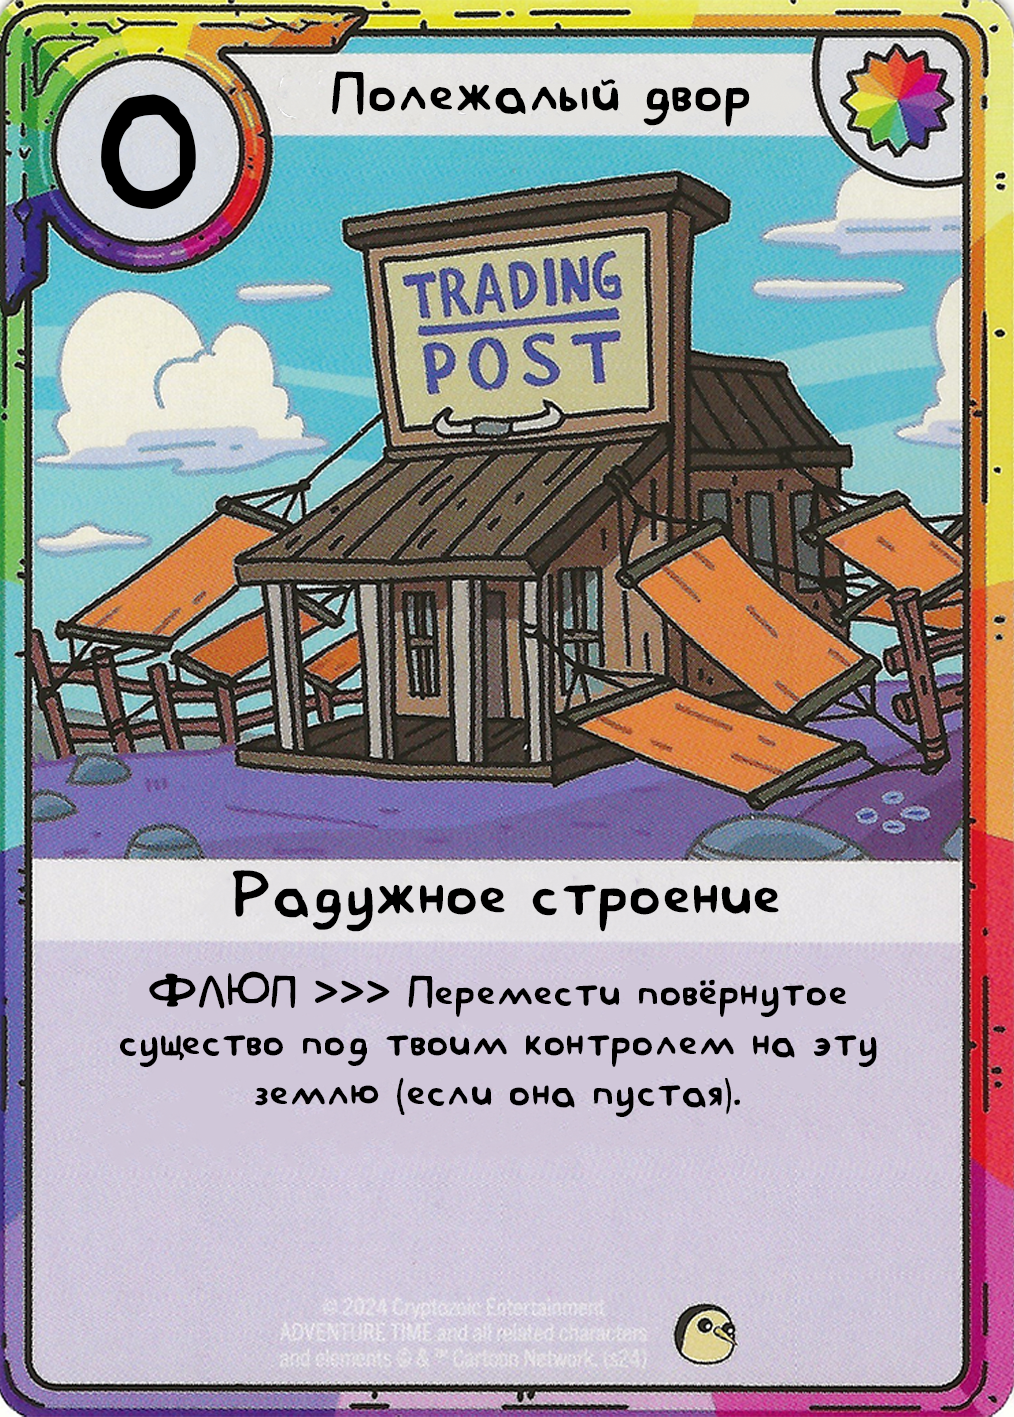 0
Полежалый двор
TRADING
POST
Радужное строение
ФЛЮП >>> Перемести повёрнутое
существо под твоим контролем на эту
землю (если она пустая).
© 2024 Cryptozoic Entertainment
ADVENTURE TIME and all related characters
and elements © & ™ Cartoon Network. (s24)